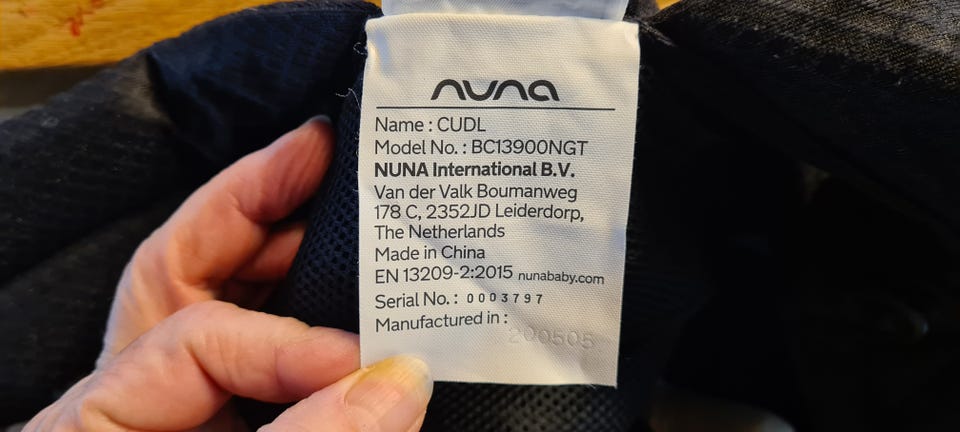 nuna
Name : CUDL
Model No. : BC13900NGT
NUNA International B.V.
Van der Valk Boumanweg
178 C, 2352JD Leiderdorp,
The Netherlands
Made in China
EN 13209-2:2015 nunababy.com
Serial No. : 0003797
Manufactured in :
200505